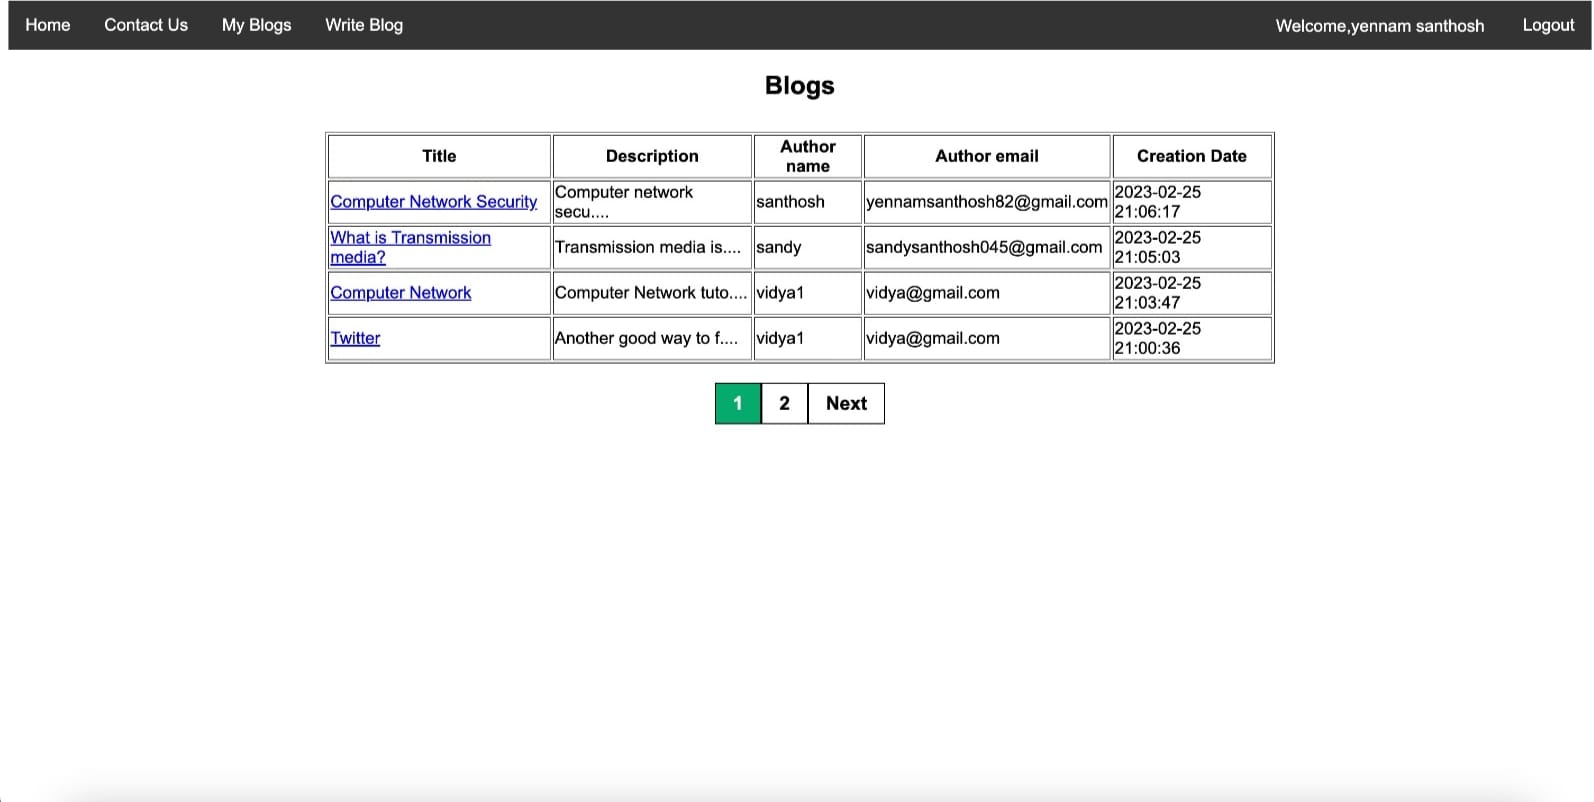 Home Contact Us My Blogs Write Blog Welcome,yennam santhosh Logout
Blogs
Title Description Author name Author email Creation Date
Computer Network Security Computer network secu.... santhosh yennamsanthosh82@gmail.com 2023-02-25 21:06:17
What is Transmission media? Transmission media is.... sandy sandysanthosh045@gmail.com 2023-02-25 21:05:03
Computer Network Computer Network tuto.... vidya1 vidya@gmail.com 2023-02-25 21:03:47
Twitter Another good way to f.... vidya1 vidya@gmail.com 2023-02-25 21:00:36
1 2 Next